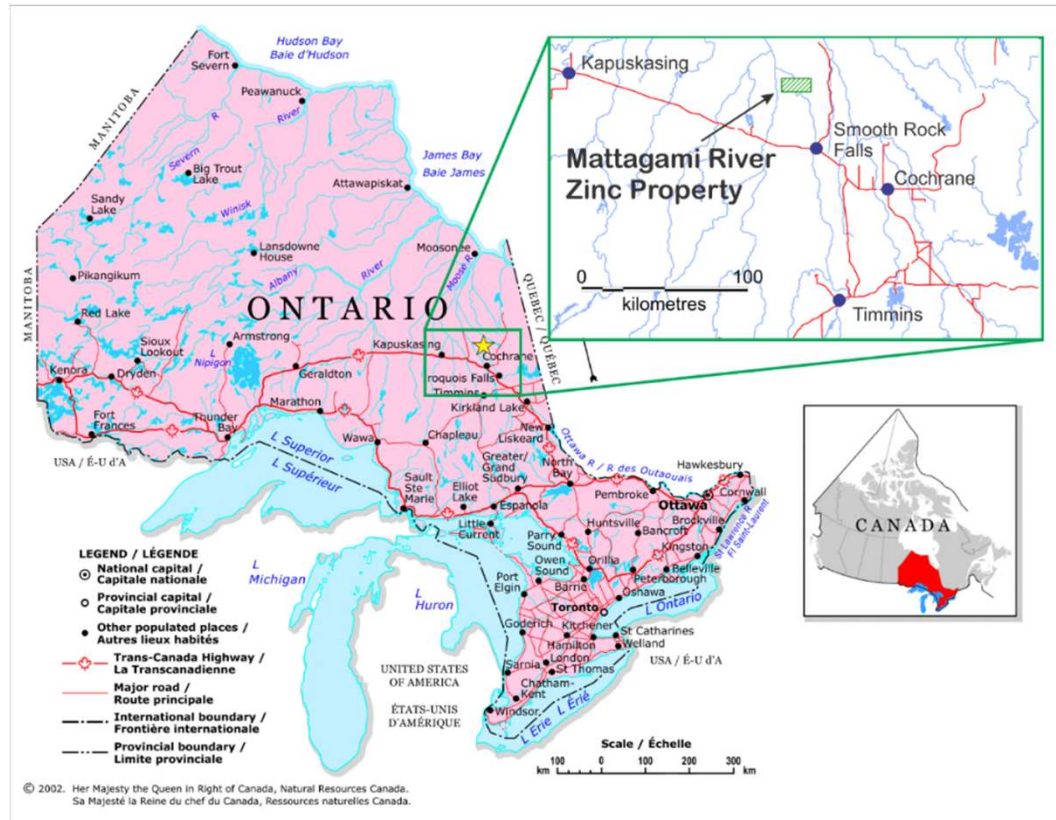 Hudson Bay
Baie d'Hudson
Fort
Severn
Peawanuck
MANITOBA
R
River
Severn
James Bay
Baie James
Big Trout
Lake
Attawapiskat
Sandy
Lake
Winisk
Lansdowne
House
Moosonee
Albany
River
Moose R
Pikangikum
MANITOBA
ONTARIO
QUEBEC / QUÉBEC
Red Lake
Sioux
Lookout
Armstrong
L
Nipigon
Kapuskasing
Cochrane
Kenora
Dryden
Geraldton
roquois Falls
Timmins
Marathon
Kirkland Lake
Fort
Frances
Thunder
Bay
Wawa
Chapleau
New
Liskeard
USA / É-U d'A
L Superior
L Supérieur
Ottawa R / R des Outaouais
Greater/
Grand
Sudbury
North
Bay
Hawkesbury
Sault
Ste
Marie
Elliot
Lake
Espanola
Pembroke
Ottawa
Cornwall
Little
Current
Huntsville
Bancroft
Brockville
St Lawrence R
Fl Saint-Laurent
Parry
Sound
Kingston
L
Michigan
Owen
Sound
Orillia
Belleville
Port
Elgin
Barrie
Peterborough
Oshawa
L
Huron
Toronto
L Ontario
Goderich
Kitchener
St Catharines
Hamilton
Welland
London
USA / É-U d'A
Sarnia
St Thomas
UNITED STATES
OF AMERICA
Chatham-
Kent
ÉTATS-UNIS
D'AMÉRIQUE
Windsor
L Erie
L Érié
Kapuskasing
Smooth Rock
Falls
Mattagami River
Zinc Property
Cochrane
0 100
kilometres
Timmins
CANADA
LEGEND / LÉGENDE
National capital /
Capitale nationale
Provincial capital /
Capitale provinciale
Other populated places /
Autres lieux habités
Trans-Canada Highway /
La Transcanadienne
Major road /
Route principale
International boundary /
Frontière internationale
Provincial boundary /
Limite provinciale
Scale / Échelle
100 0 100 200 300
km km
© 2002. Her Majesty the Queen in Right of Canada, Natural Resources Canada.
Sa Majesté la Reine du chef du Canada, Ressources naturelles Canada.